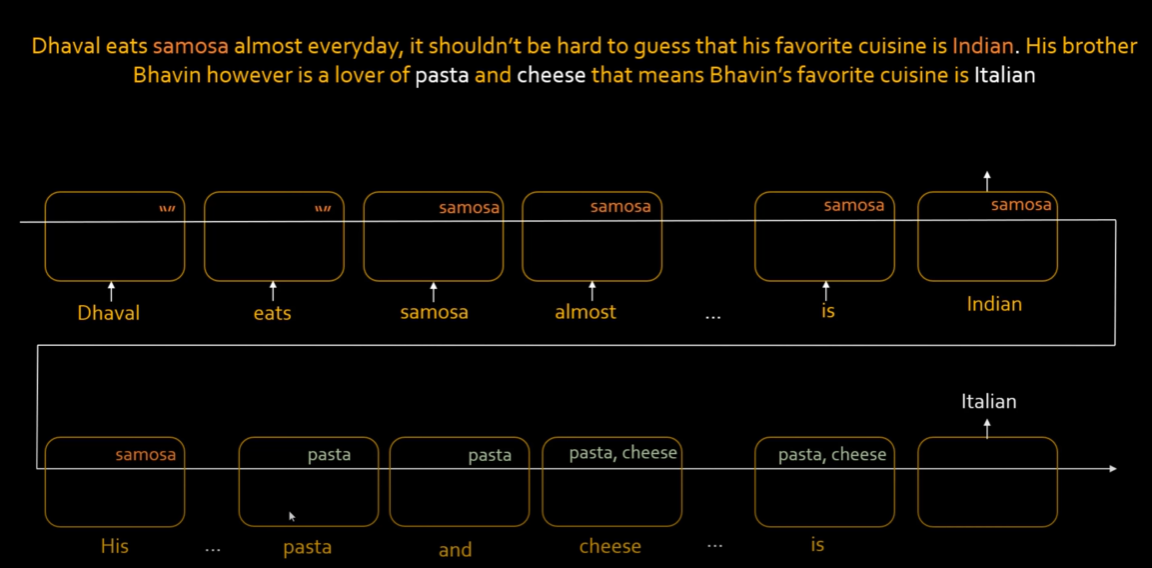 Dhaval eats samosa almost everyday, it shouldn't be hard to guess that his favorite cuisine is Indian. His brother
Bhavin however is a lover of pasta and cheese that means Bhavin's favorite cuisine is Italian
"" "" samosa samosa samosa samosa
Dhaval eats samosa almost ... is Indian
Italian
samosa pasta pasta pasta, cheese pasta, cheese
His ... pasta and cheese ... is